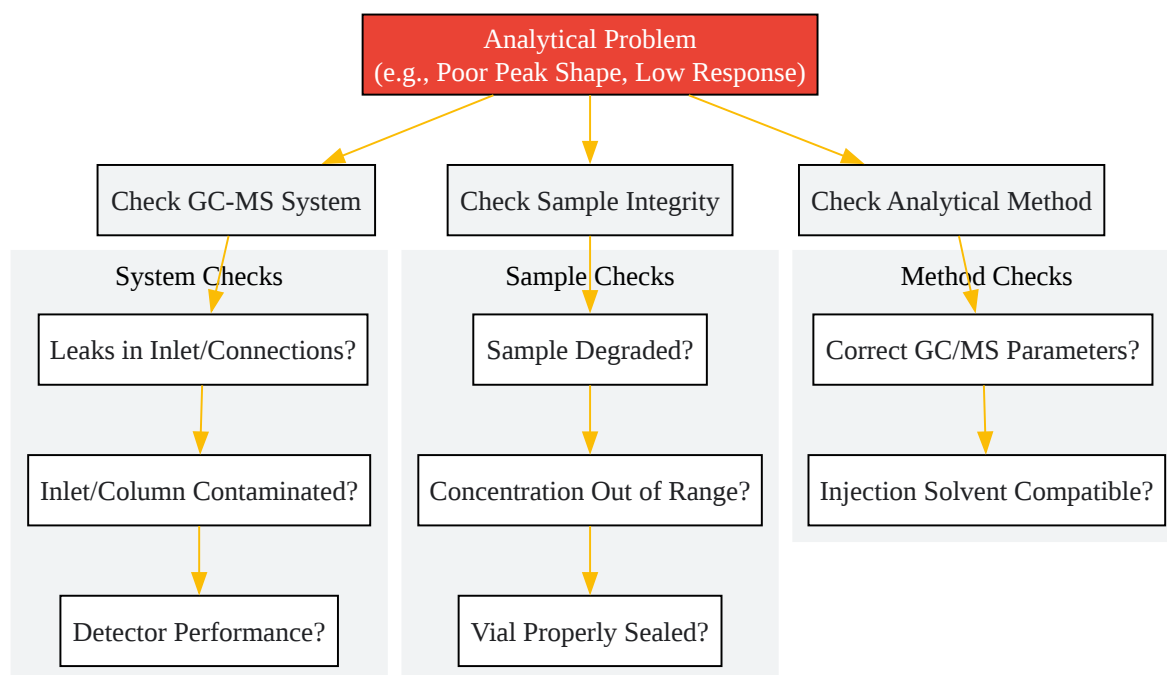 Analytical Problem
(e.g., Poor Peak Shape, Low Response)
Check GC-MS System
Check Sample Integrity
Check Analytical Method
System Checks
Sample Checks
Method Checks
Leaks in Inlet/Connections?
Sample Degraded?
Correct GC/MS Parameters?
Inlet/Column Contaminated?
Concentration Out of Range?
Injection Solvent Compatible?
Detector Performance?
Vial Properly Sealed?